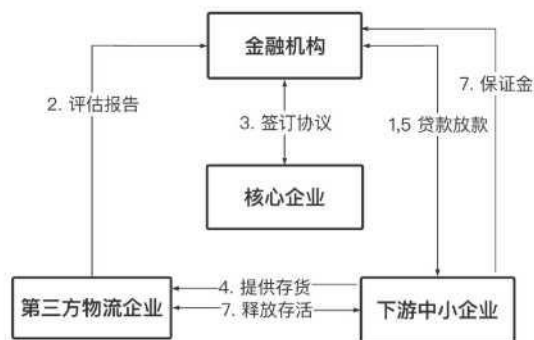 金融机构
2. 评估报告
7. 保证金
3. 签订协议
1,5 贷款放款
核心企业
第三方物流企业
4. 提供存货
7. 释放存活
下游中小企业